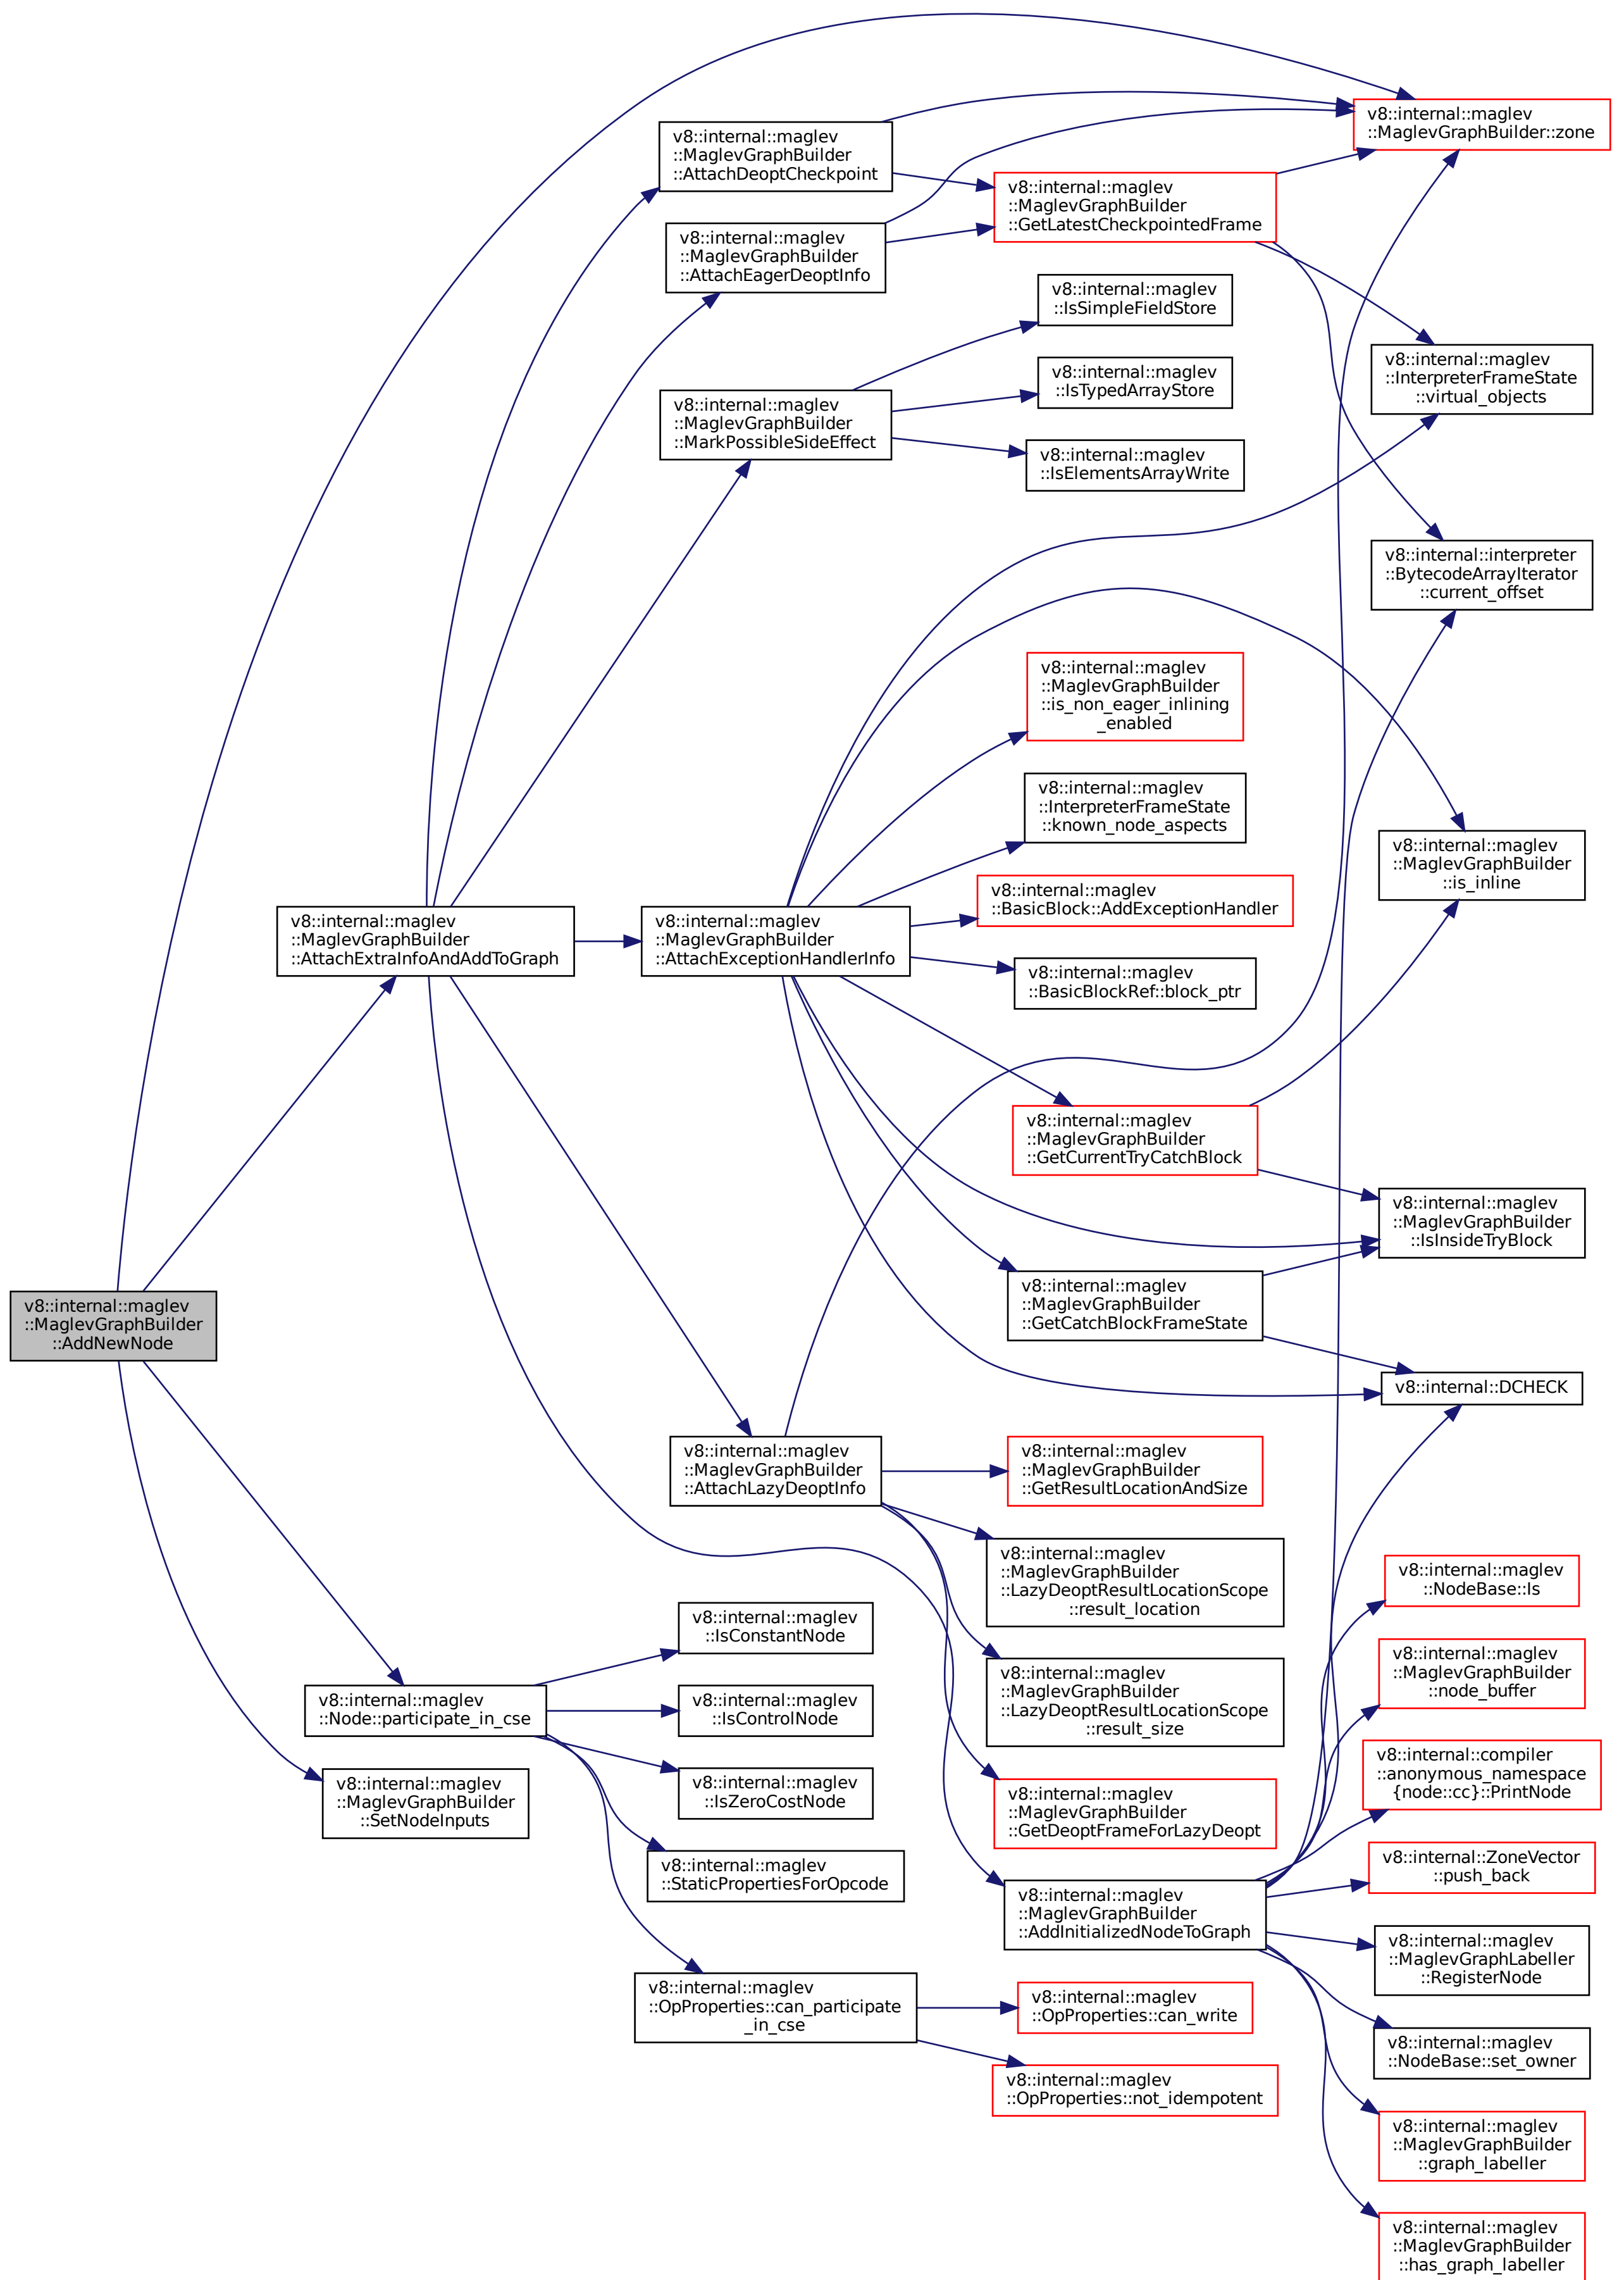 v8::internal::maglev
::MaglevGraphBuilder
::AddNewNode
v8::internal::maglev
::MaglevGraphBuilder
::AttachExtraInfoAndAddToGraph
v8::internal::maglev
::Node::participate_in_cse
v8::internal::maglev
::MaglevGraphBuilder
::SetNodeInputs
v8::internal::maglev
::MaglevGraphBuilder
::AttachDeoptCheckpoint
v8::internal::maglev
::MaglevGraphBuilder
::AttachEagerDeoptInfo
v8::internal::maglev
::MaglevGraphBuilder
::MarkPossibleSideEffect
v8::internal::maglev
::MaglevGraphBuilder
::AttachExceptionHandlerInfo
v8::internal::maglev
::MaglevGraphBuilder
::AttachLazyDeoptInfo
v8::internal::maglev
::IsConstantNode
v8::internal::maglev
::IsControlNode
v8::internal::maglev
::IsZeroCostNode
v8::internal::maglev
::StaticPropertiesForOpcode
v8::internal::maglev
::OpProperties::can_participate
_in_cse
v8::internal::maglev
::MaglevGraphBuilder
::GetLatestCheckpointedFrame
v8::internal::maglev
::IsSimpleFieldStore
v8::internal::maglev
::IsTypedArrayStore
v8::internal::maglev
::IsElementsArrayWrite
v8::internal::maglev
::MaglevGraphBuilder
::is_non_eager_inlining
_enabled
v8::internal::maglev
::InterpreterFrameState
::known_node_aspects
v8::internal::maglev
::BasicBlock::AddExceptionHandler
v8::internal::maglev
::BasicBlockRef::block_ptr
v8::internal::maglev
::MaglevGraphBuilder
::GetCurrentTryCatchBlock
v8::internal::maglev
::MaglevGraphBuilder
::GetCatchBlockFrameState
v8::internal::maglev
::MaglevGraphBuilder
::GetResultLocationAndSize
v8::internal::maglev
::MaglevGraphBuilder
::LazyDeoptResultLocationScope
::result_location
v8::internal::maglev
::MaglevGraphBuilder
::LazyDeoptResultLocationScope
::result_size
v8::internal::maglev
::MaglevGraphBuilder
::GetDeoptFrameForLazyDeopt
v8::internal::maglev
::MaglevGraphBuilder
::AddInitializedNodeToGraph
v8::internal::maglev
::OpProperties::can_write
v8::internal::maglev
::OpProperties::not_idempotent
v8::internal::maglev
::MaglevGraphBuilder::zone
v8::internal::maglev
::InterpreterFrameState
::virtual_objects
v8::internal::interpreter
::BytecodeArrayIterator
::current_offset
v8::internal::maglev
::MaglevGraphBuilder
::is_inline
v8::internal::maglev
::MaglevGraphBuilder
::IsInsideTryBlock
v8::internal::DCHECK
v8::internal::maglev
::NodeBase::Is
v8::internal::maglev
::MaglevGraphBuilder
::node_buffer
v8::internal::compiler
::anonymous_namespace
{node::cc}::PrintNode
v8::internal::ZoneVector
::push_back
v8::internal::maglev
::MaglevGraphLabeller
::RegisterNode
v8::internal::maglev
::NodeBase::set_owner
v8::internal::maglev
::MaglevGraphBuilder
::graph_labeller
v8::internal::maglev
::MaglevGraphBuilder
::has_graph_labeller